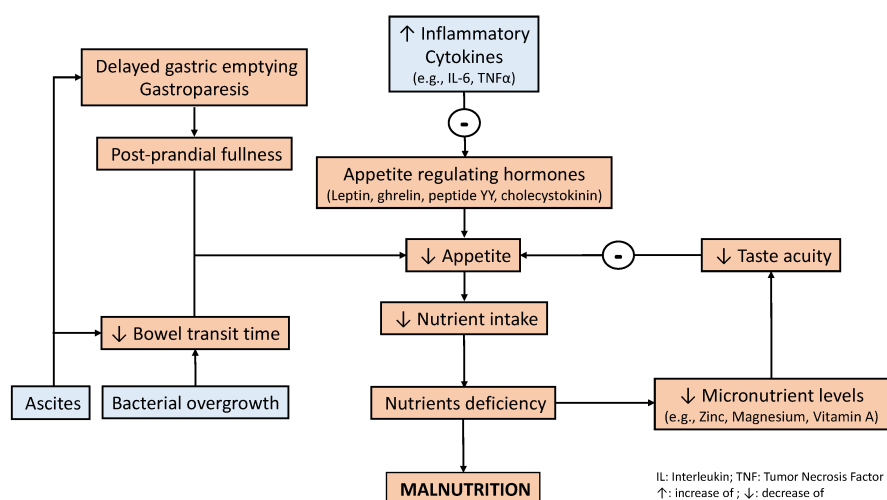 ↑ Inflammatory
Cytokines
(e.g., IL-6, TNFα)
Delayed gastric emptying
Gastroparesis
-
Post-prandial fullness
Appetite regulating hormones
(Leptin, ghrelin, peptide YY, cholecystokinin)
↓ Appetite
-
↓ Taste acuity
↓ Nutrient intake
↓ Bowel transit time
Ascites
Bacterial overgrowth
Nutrients deficiency
↓ Micronutrient levels
(e.g., Zinc, Magnesium, Vitamin A)
MALNUTRITION
IL: Interleukin; TNF: Tumor Necrosis Factor
↑: increase of ; ↓: decrease of